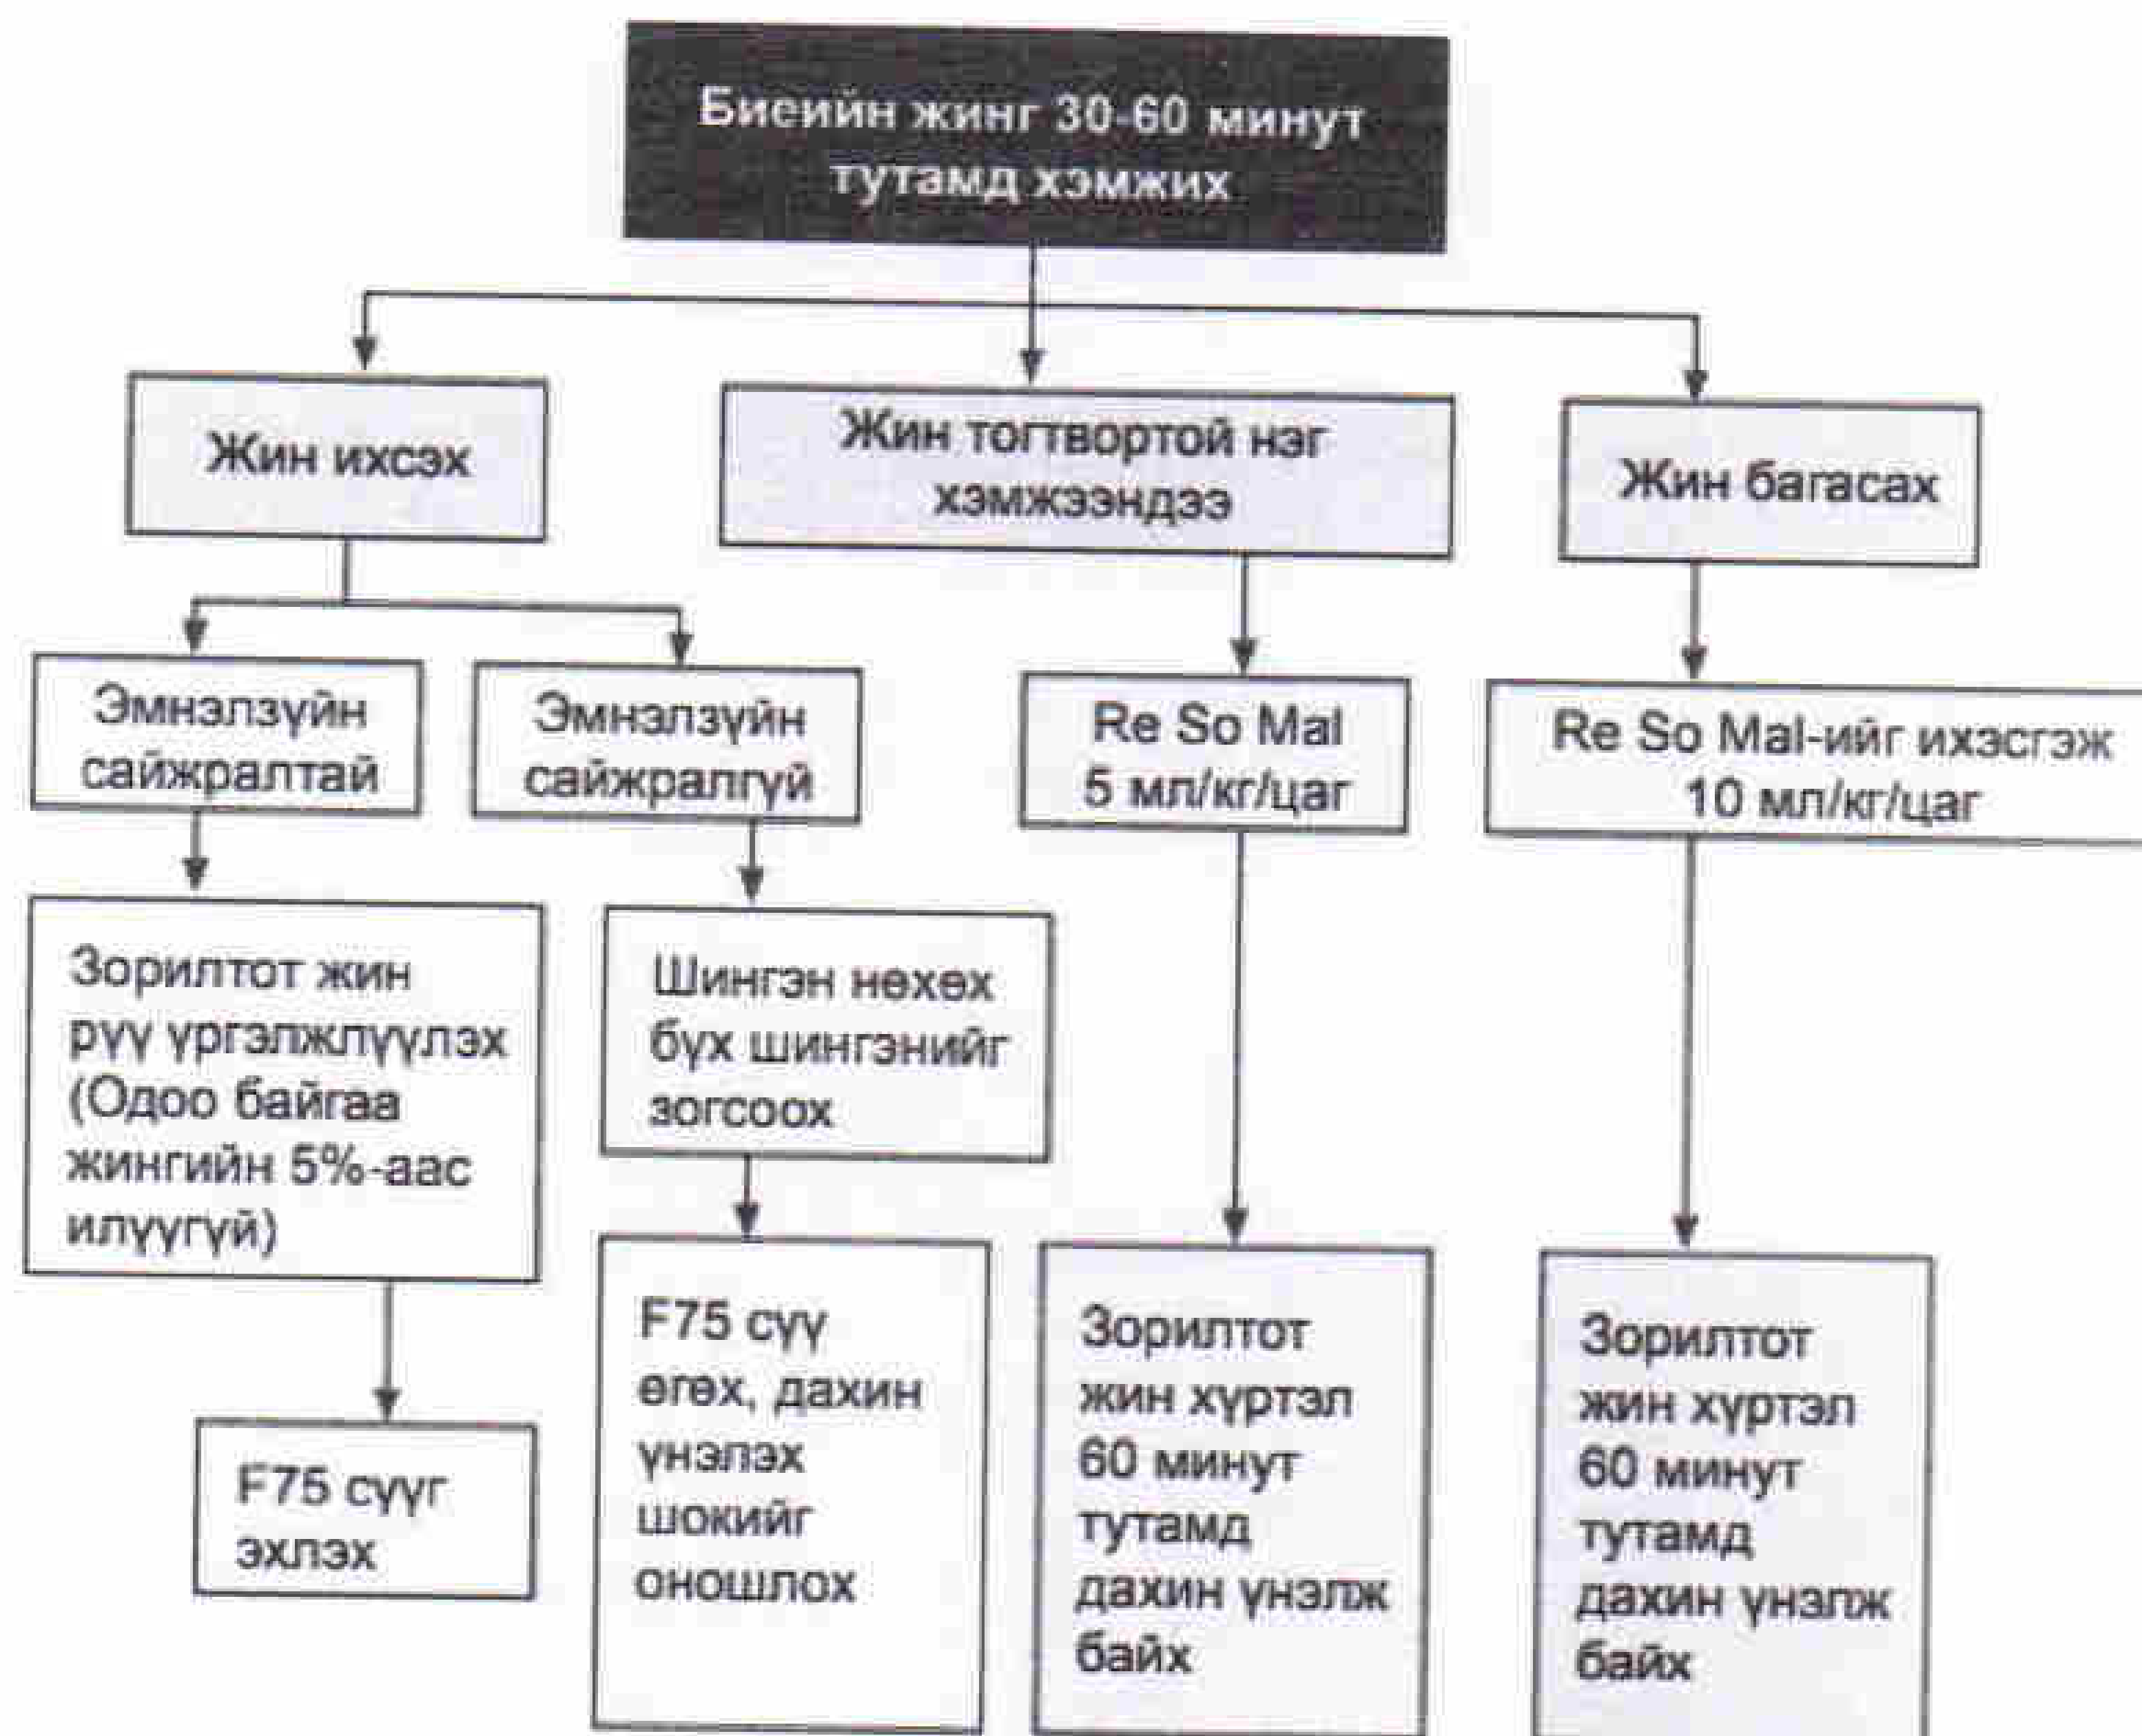 Биеийн жинг 30-60 минут
тутамд хэмжих
Жин ихсэх
Жин тогтвортой нэг
хэмжээндээ
Жин багасах
Эмнэлзүйн
сайжралтай
Эмнэлзүйн
сайжралгүй
Re So Mal
5 мл/кг/цаг
Re So Mal-ийг ихэсгэж
10 мл/кг/цаг
Зорилтот жин
рүү үргэлжлүүлэх
(Одоо байгаа
жингийн 5%-аас
илүүгүй)
Шингэн нөхөх
бүх шингэнийг
зогсоох
F75 сүүг
эхлэх
F75 сүү
өгөх, дахин
үнэлэх
шокийг
оношлох
Зорилтот
жин хүртэл
60 минут
тутамд
дахин үнэлж
байх
Зорилтот
жин хүртэл
60 минут
тутамд
дахин үнэлж
байх